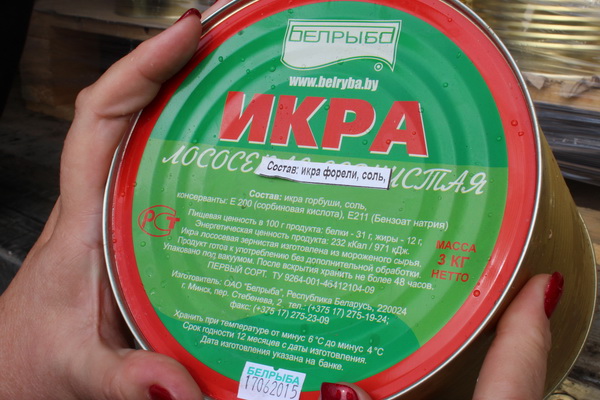 БЕЛРЫБА
www.belryba.by
ИКРА
ЛОСОСЕВАЯ ЗЕРНИСТАЯ
Состав: икра форели, соль,
Состав: икра горбуши, соль,
консерванты: Е 200 (сорбиновая кислота), Е211 (Бензоат натрия)
Пищевая ценность в 100 г продукта: белки - 31 г, жиры - 12 г.
Энергетическая ценность продукта: 232 кКал / 971 кДж.
Икра лососевая зернистая изготовлена из мороженого сырья.
Продукт готов к употреблению без дополнительной обработки.
Упаковано под вакуумом. После вскрытия хранить не более 48 часов.
ПЕРВЫЙ СОРТ. ТУ 9264-001-46412104-09
Изготовитель: ОАО "Белрыба", Республика Беларусь, 220024
г. Минск, пер. Стебенева, 2, тел.: (+375 17) 275-19-24;
факс: (+375 17) 275-23-09
Хранить при температуре от минус 6°С до минус 4°С
Срок годности 12 месяцев с даты изготовления.
Дата изготовления указана на банке.
РСТ
МАССА
3 КГ
НЕТТО
БЕЛРЫБА
17062015